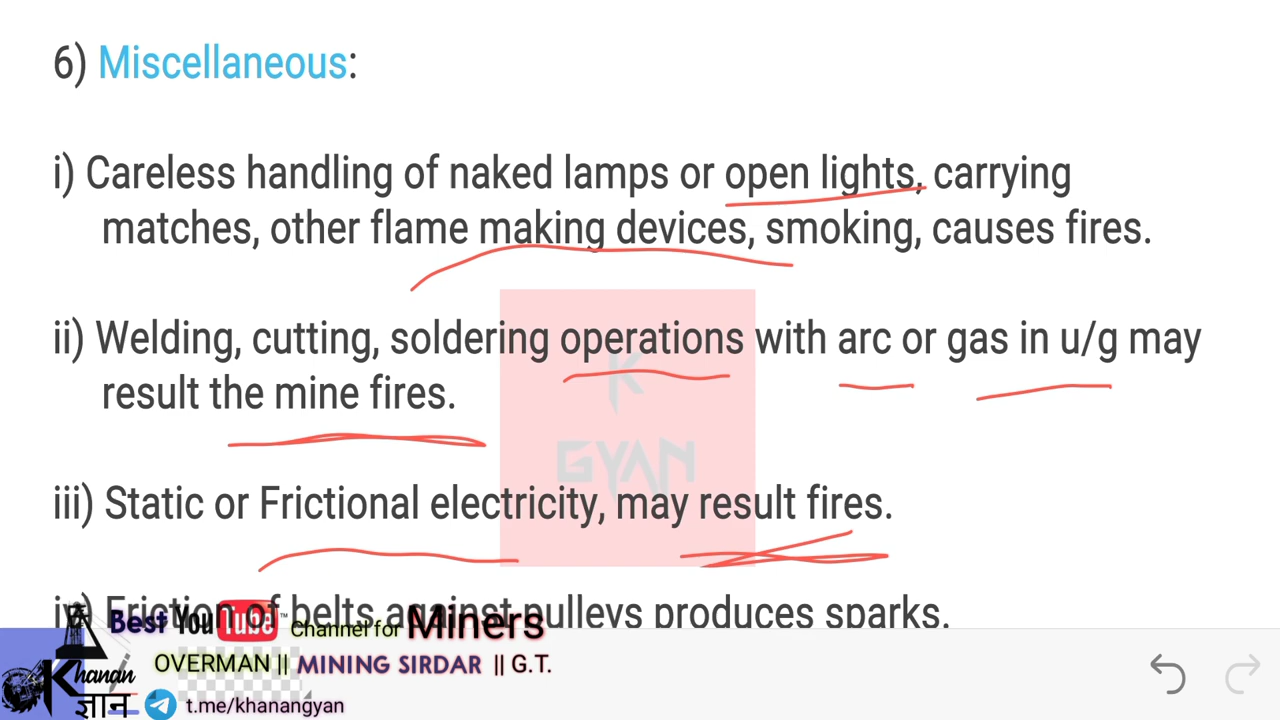 6) Miscellaneous:
i) Careless handling of naked lamps or open lights, carrying
matches, other flame making devices, smoking, causes fires.
ii) Welding, cutting, soldering operations with arc or gas in u/g may
result the mine fires.
K
GYAN
iii) Static or Frictional electricity, may result fires.
iv) Friction of belts against pulleys produces sparks.
Best YouTube™ Channel for Miners
OVERMAN || MINING SIRDAR || G.T.
Khanan
ज्ञान
t.me/khanangyan